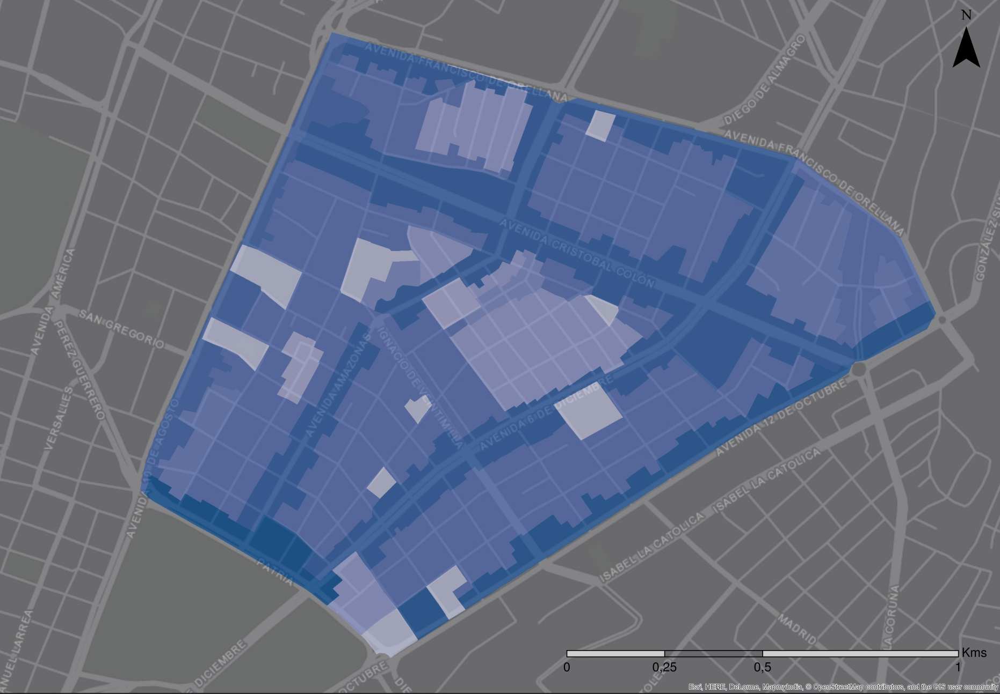 N
AVENIDA FRANCISCO DE ORELLANA
DIEGO DE ALMAGRO
AVENIDA FRANCISCO DE ORELLANA
AVENIDA CRISTOBAL COLÓN
AVENIDA AMÉRICA
SAN GREGORIO
PEREZ GUERRERO
VERSALLES
AVENIDA 10 DE AGOSTO
AVENIDA AMAZONAS
IGNACIO DE VEINTIMILLA
AVENIDA 6 DE DICIEMBRE
AVENIDA 12 DE OCTUBRE
ISABEL LA CATOLICA
ISABEL LA CATOLICA
PATRIA
DICIEMBRE
OCTUBRE
MADRID
LA CORUNA
Kms
0
0,25
0,5
1
Esri, HERE, DeLorme, MapmyIndia, © OpenStreetMap contributors, and the GIS user community